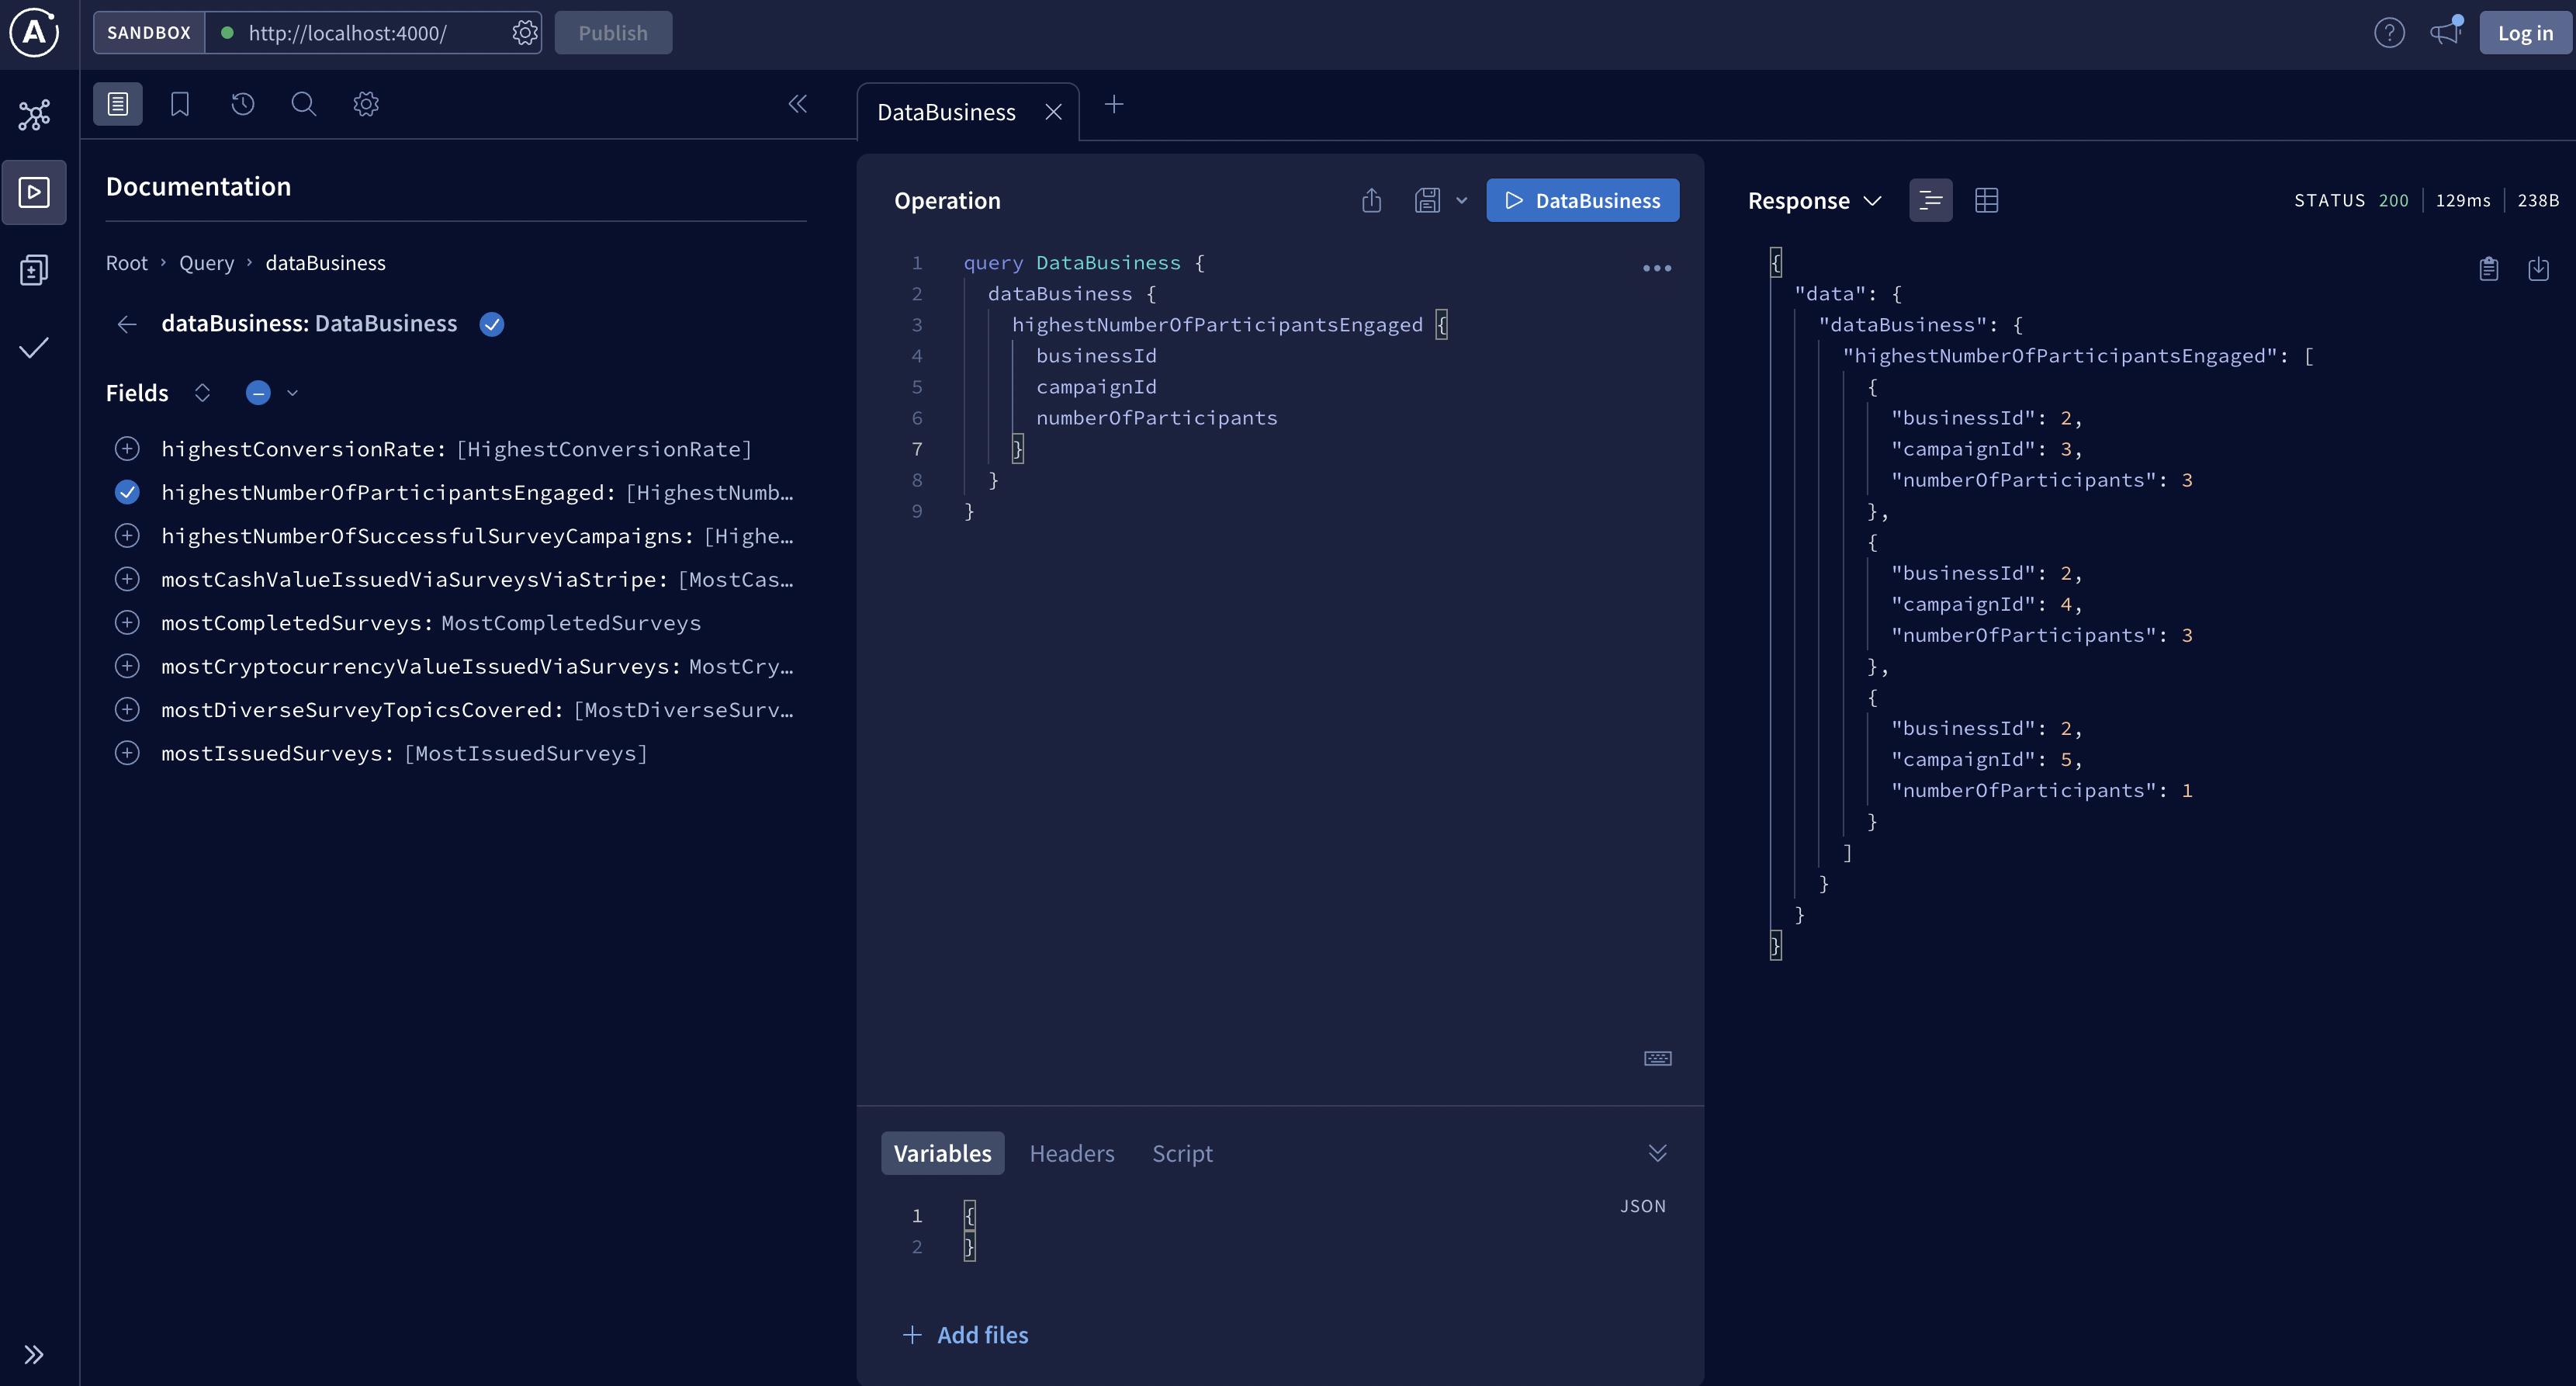 SANDBOX http://localhost:4000/ Publish Log in
DataBusiness
Documentation
Root › Query › dataBusiness
dataBusiness: DataBusiness
Fields
highestConversionRate: [HighestConversionRate]
highestNumberOfParticipantsEngaged: [HighestNumb…
highestNumberOfSuccessfulSurveyCampaigns: [Highe…
mostCashValueIssuedViaSurveysViaStripe: [MostCas…
mostCompletedSurveys: MostCompletedSurveys
mostCryptocurrencyValueIssuedViaSurveys: MostCry…
mostDiverseSurveyTopicsCovered: [MostDiverseSurv…
mostIssuedSurveys: [MostIssuedSurveys]
Operation DataBusiness
1 query DataBusiness {
2 dataBusiness {
3 highestNumberOfParticipantsEngaged {
4 businessId
5 campaignId
6 numberOfParticipants
7 }
8 }
9 }
Variables Headers Script
JSON
1 {
2 }
+ Add files
Response STATUS 200 129ms 238B
{
"data": {
"dataBusiness": {
"highestNumberOfParticipantsEngaged": [
{
"businessId": 2,
"campaignId": 3,
"numberOfParticipants": 3
},
{
"businessId": 2,
"campaignId": 4,
"numberOfParticipants": 3
},
{
"businessId": 2,
"campaignId": 5,
"numberOfParticipants": 1
}
]
}
}
}